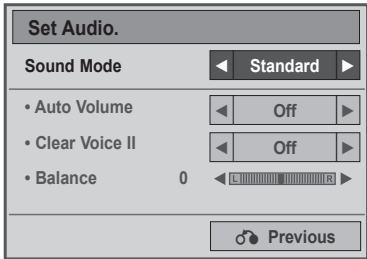 Set Audio.
Sound Mode ◀ Standard ▶
• Auto Volume ◀ Off ▶
• Clear Voice II ◀ Off ▶
• Balance 0 ◀ L R ▶
Previous